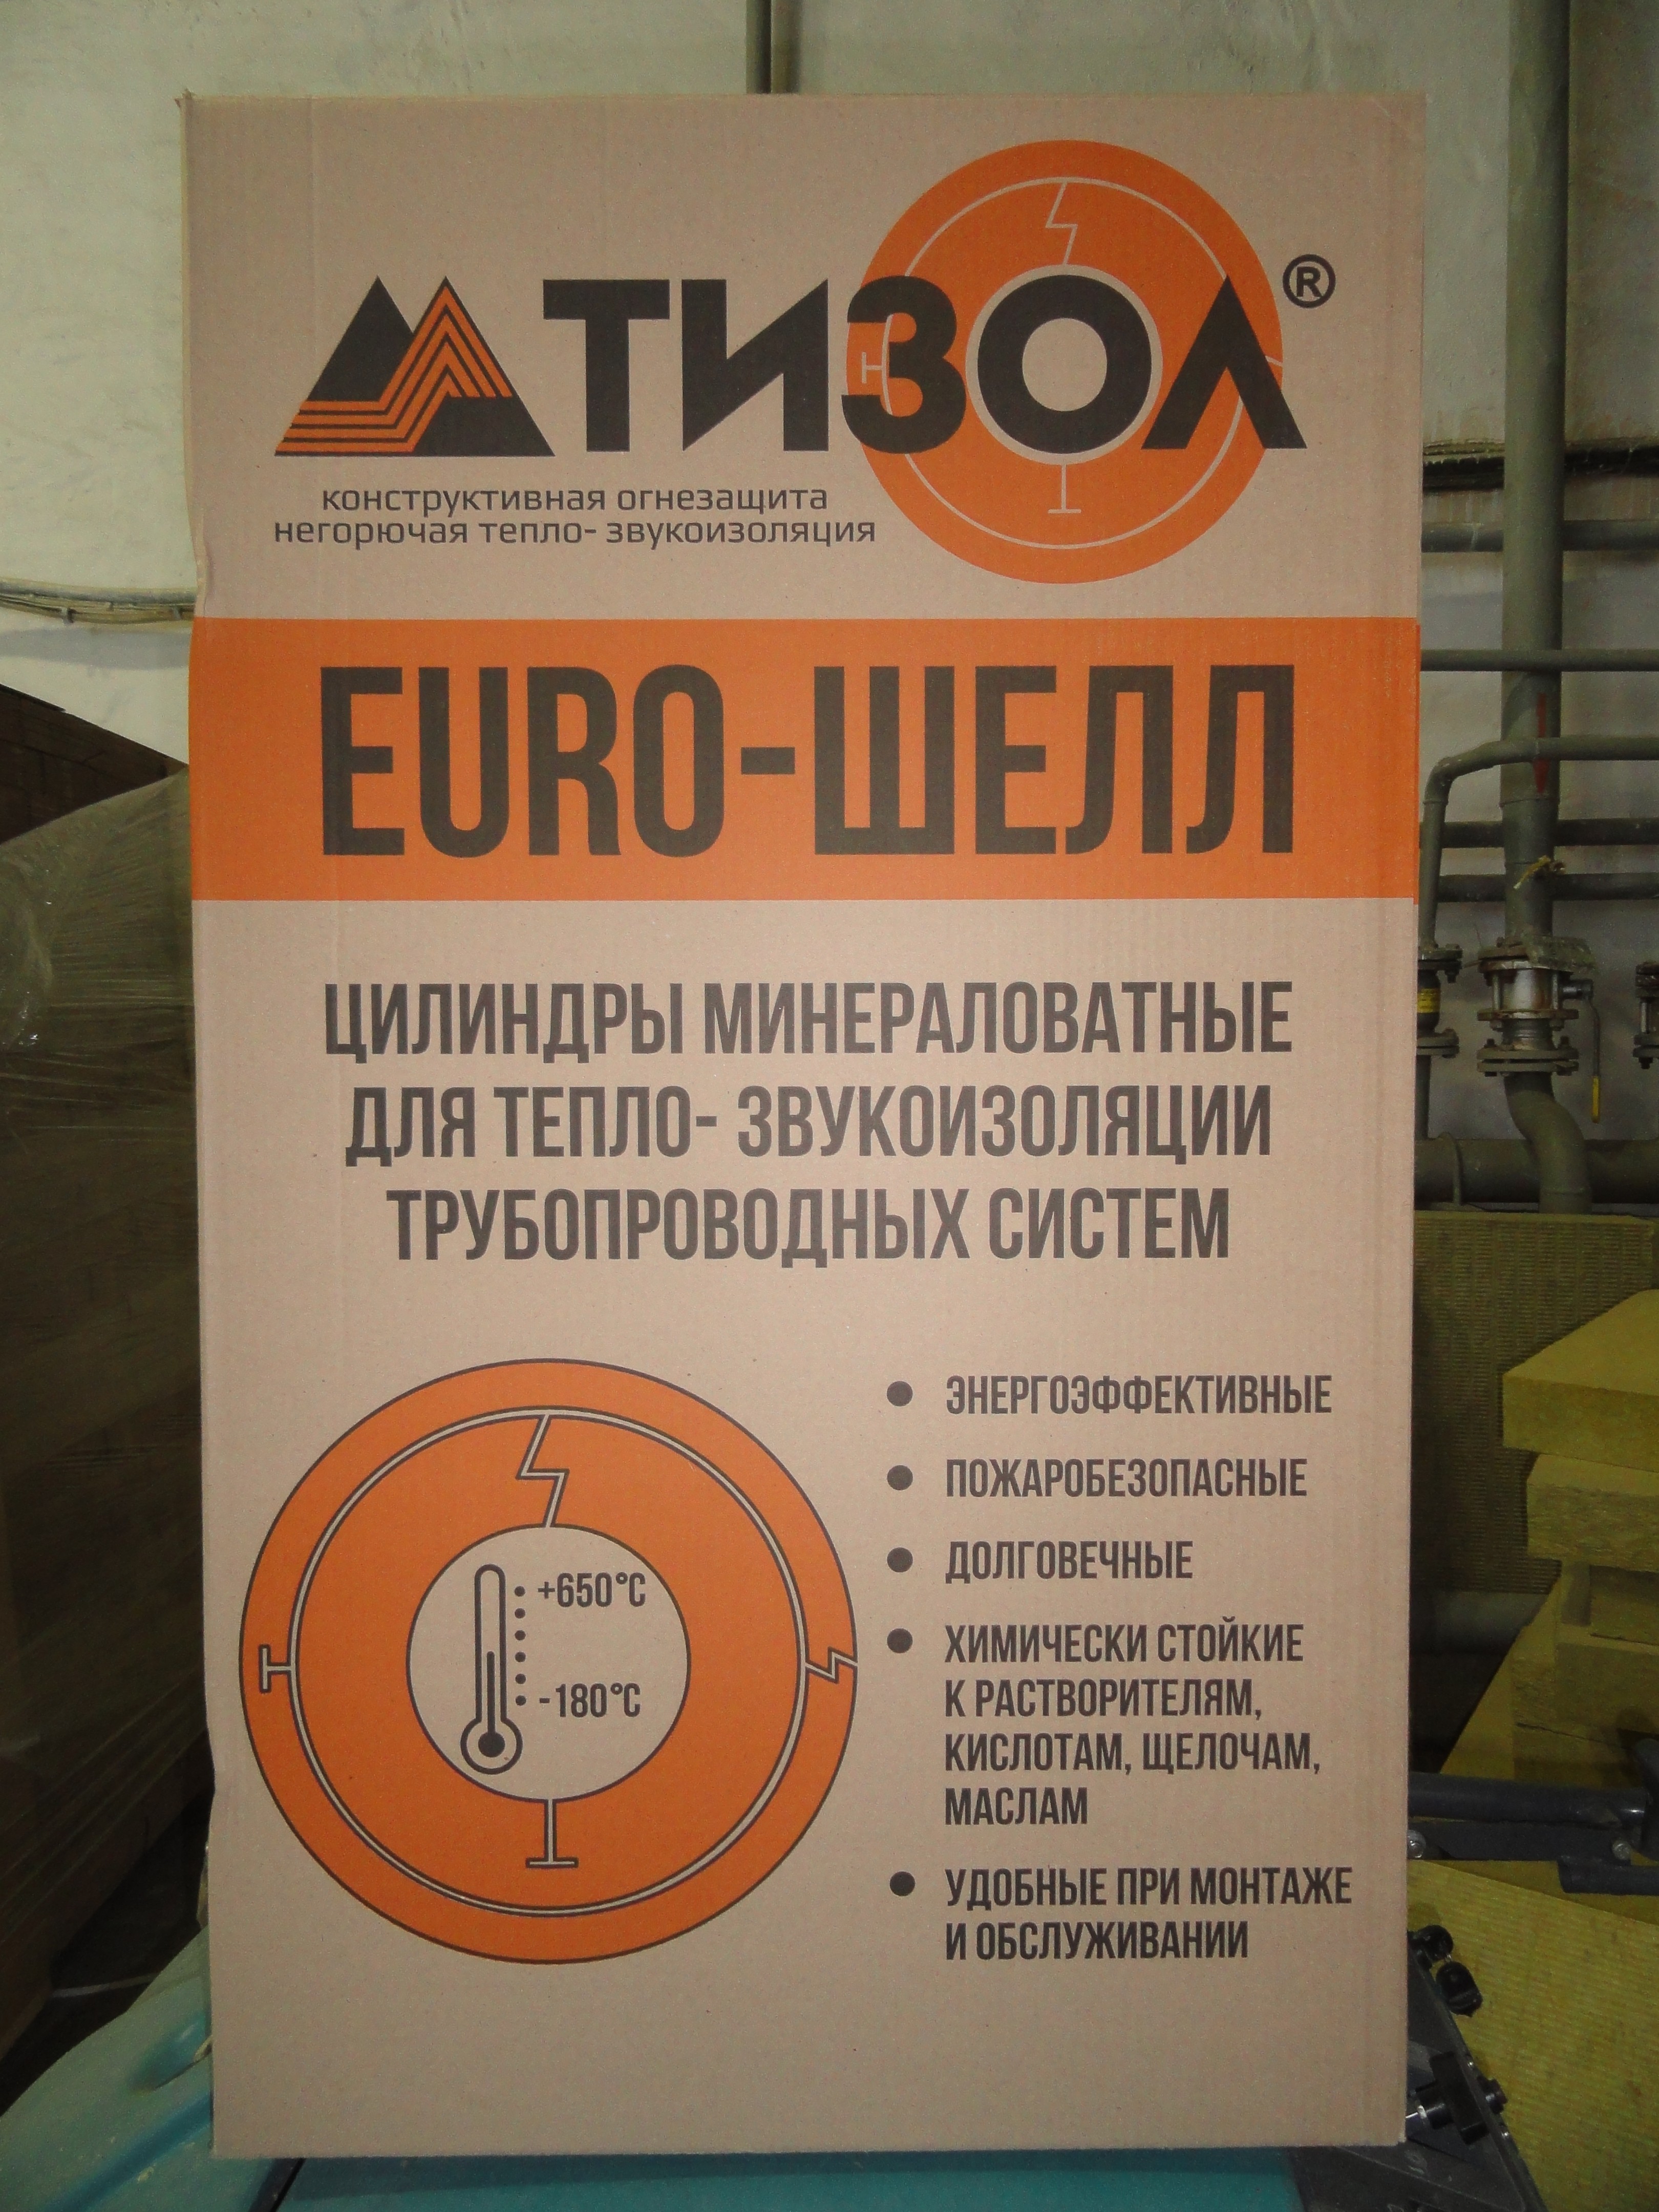 ТИЗОЛ®
конструктивная огнезащита
негорючая тепло- звукоизоляция
EURO-ШЕЛЛ
ЦИЛИНДРЫ МИНЕРАЛОВАТНЫЕ
ДЛЯ ТЕПЛО- ЗВУКОИЗОЛЯЦИИ
ТРУБОПРОВОДНЫХ СИСТЕМ
+650°С
-180°С
• ЭНЕРГОЭФФЕКТИВНЫЕ
• ПОЖАРОБЕЗОПАСНЫЕ
• ДОЛГОВЕЧНЫЕ
• ХИМИЧЕСКИ СТОЙКИЕ
К РАСТВОРИТЕЛЯМ,
КИСЛОТАМ, ЩЕЛОЧАМ,
МАСЛАМ
• УДОБНЫЕ ПРИ МОНТАЖЕ
И ОБСЛУЖИВАНИИ